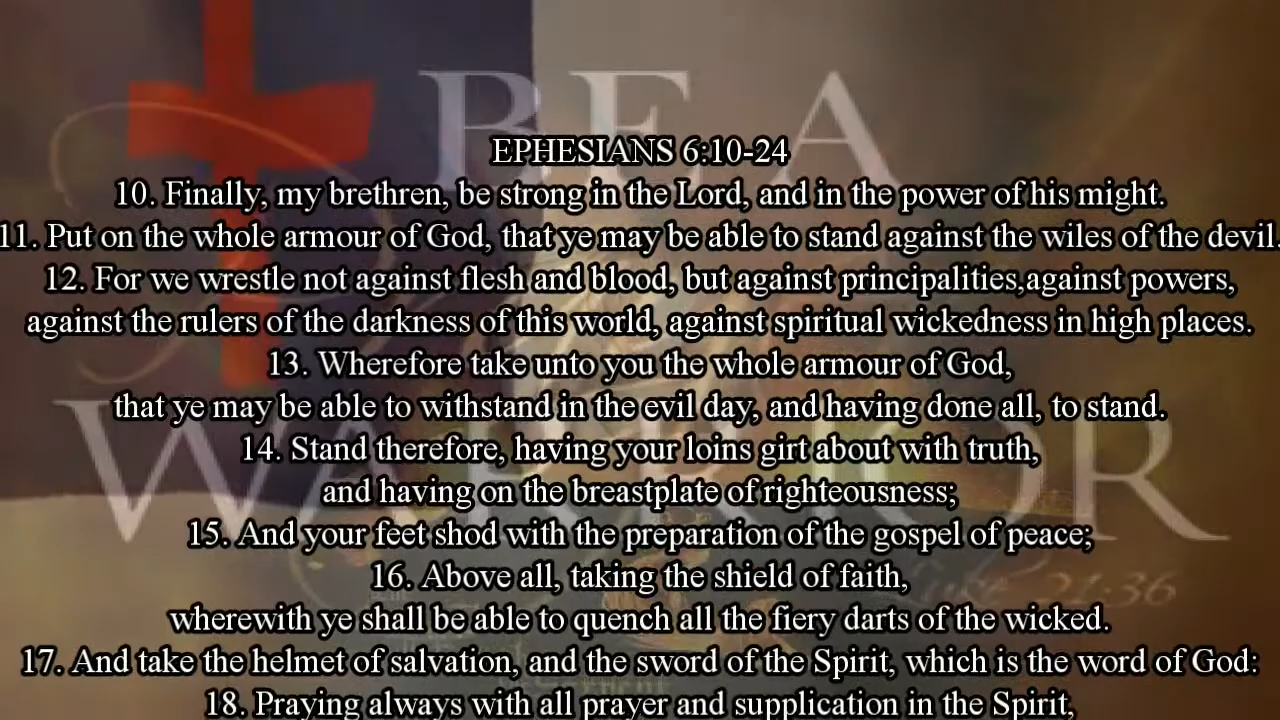 BE A
EPHESIANS 6:10-24
10. Finally, my brethren, be strong in the Lord, and in the power of his might.
11. Put on the whole armour of God, that ye may be able to stand against the wiles of the devil.
12. For we wrestle not against flesh and blood, but against principalities,against powers,
against the rulers of the darkness of this world, against spiritual wickedness in high places.
13. Wherefore take unto you the whole armour of God,
that ye may be able to withstand in the evil day, and having done all, to stand.
WARRIOR
14. Stand therefore, having your loins girt about with truth,
and having on the breastplate of righteousness;
15. And your feet shod with the preparation of the gospel of peace;
16. Above all, taking the shield of faith,
Luke 21:36
wherewith ye shall be able to quench all the fiery darts of the wicked.
17. And take the helmet of salvation, and the sword of the Spirit, which is the word of God:
18. Praying always with all prayer and supplication in the Spirit,